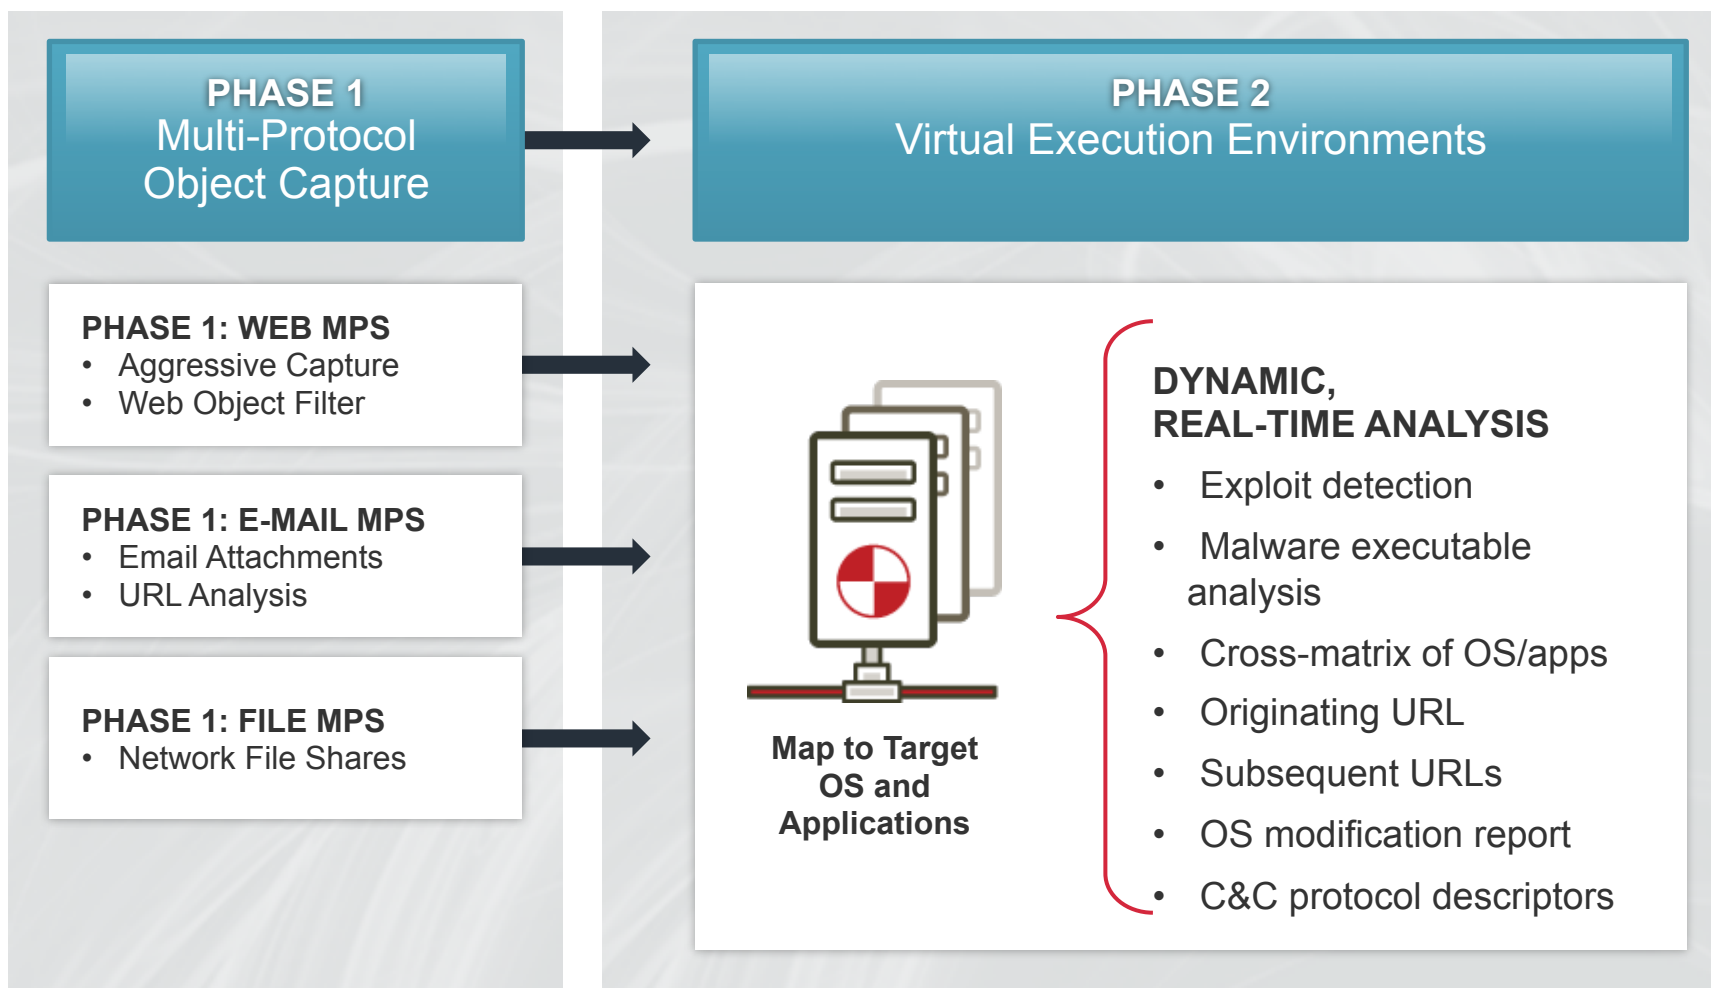 PHASE 1
Multi-Protocol
Object Capture
PHASE 1: WEB MPS
• Aggressive Capture
• Web Object Filter
PHASE 1: E-MAIL MPS
• Email Attachments
• URL Analysis
PHASE 1: FILE MPS
• Network File Shares
PHASE 2
Virtual Execution Environments
Map to Target
OS and
Applications
DYNAMIC,
REAL-TIME ANALYSIS
• Exploit detection
• Malware executable
analysis
• Cross-matrix of OS/apps
• Originating URL
• Subsequent URLs
• OS modification report
• C&C protocol descriptors